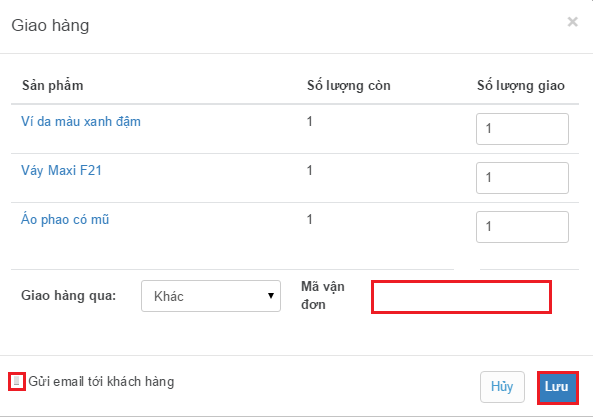 Giao hàng ×
Sản phẩm Số lượng còn Số lượng giao
Ví da màu xanh đậm 1 1
Váy Maxi F21 1 1
Áo phao có mũ 1 1
Giao hàng qua: Khác Mã vận
đơn
Gửi email tới khách hàng Hủy Lưu